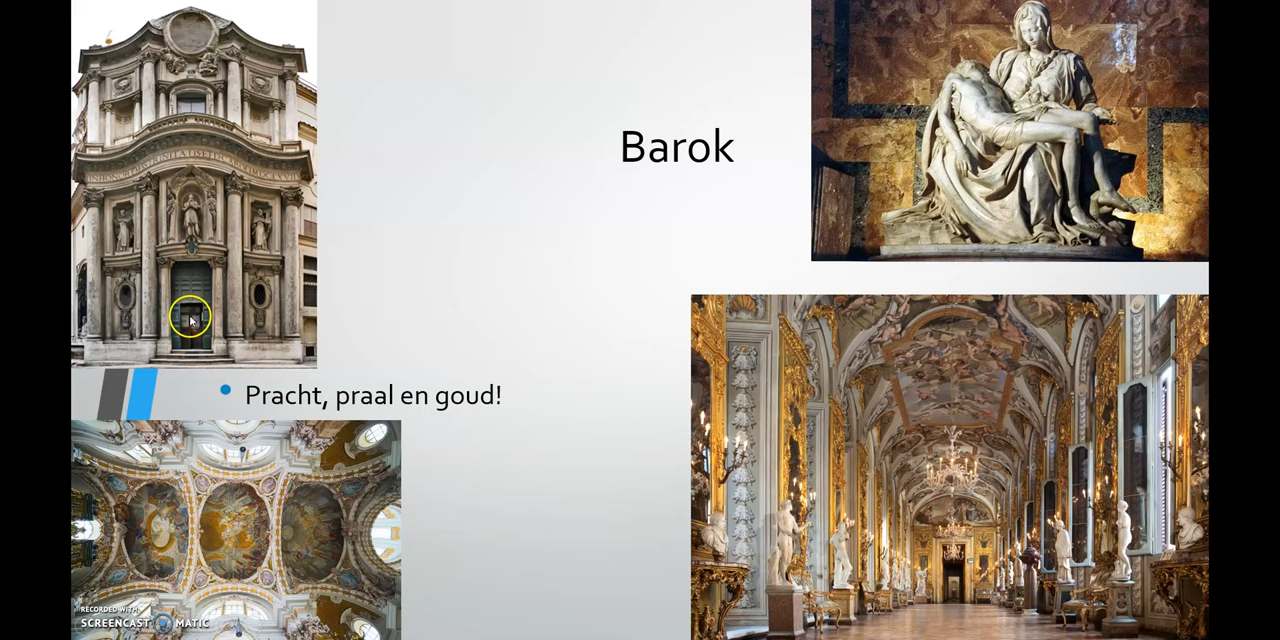 Barok
Pracht, praal en goud!
RECORDED WITH
SCREENCAST MATIC